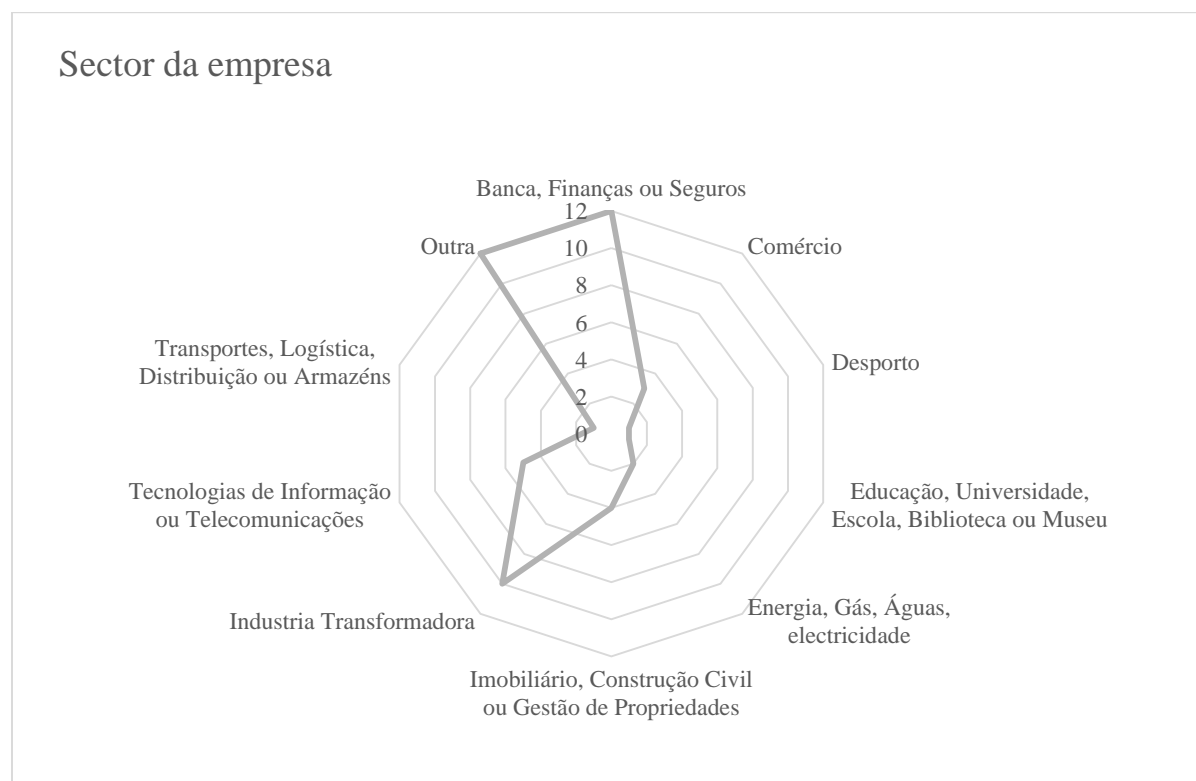 Sector da empresa
Banca, Finanças ou Seguros
12
10
8
6
4
2
0
Comércio
Desporto
Educação, Universidade,
Escola, Biblioteca ou Museu
Energia, Gás, Águas,
electricidade
Imobiliário, Construção Civil
ou Gestão de Propriedades
Industria Transformadora
Tecnologias de Informação
ou Telecomunicações
Transportes, Logística,
Distribuição ou Armazéns
Outra